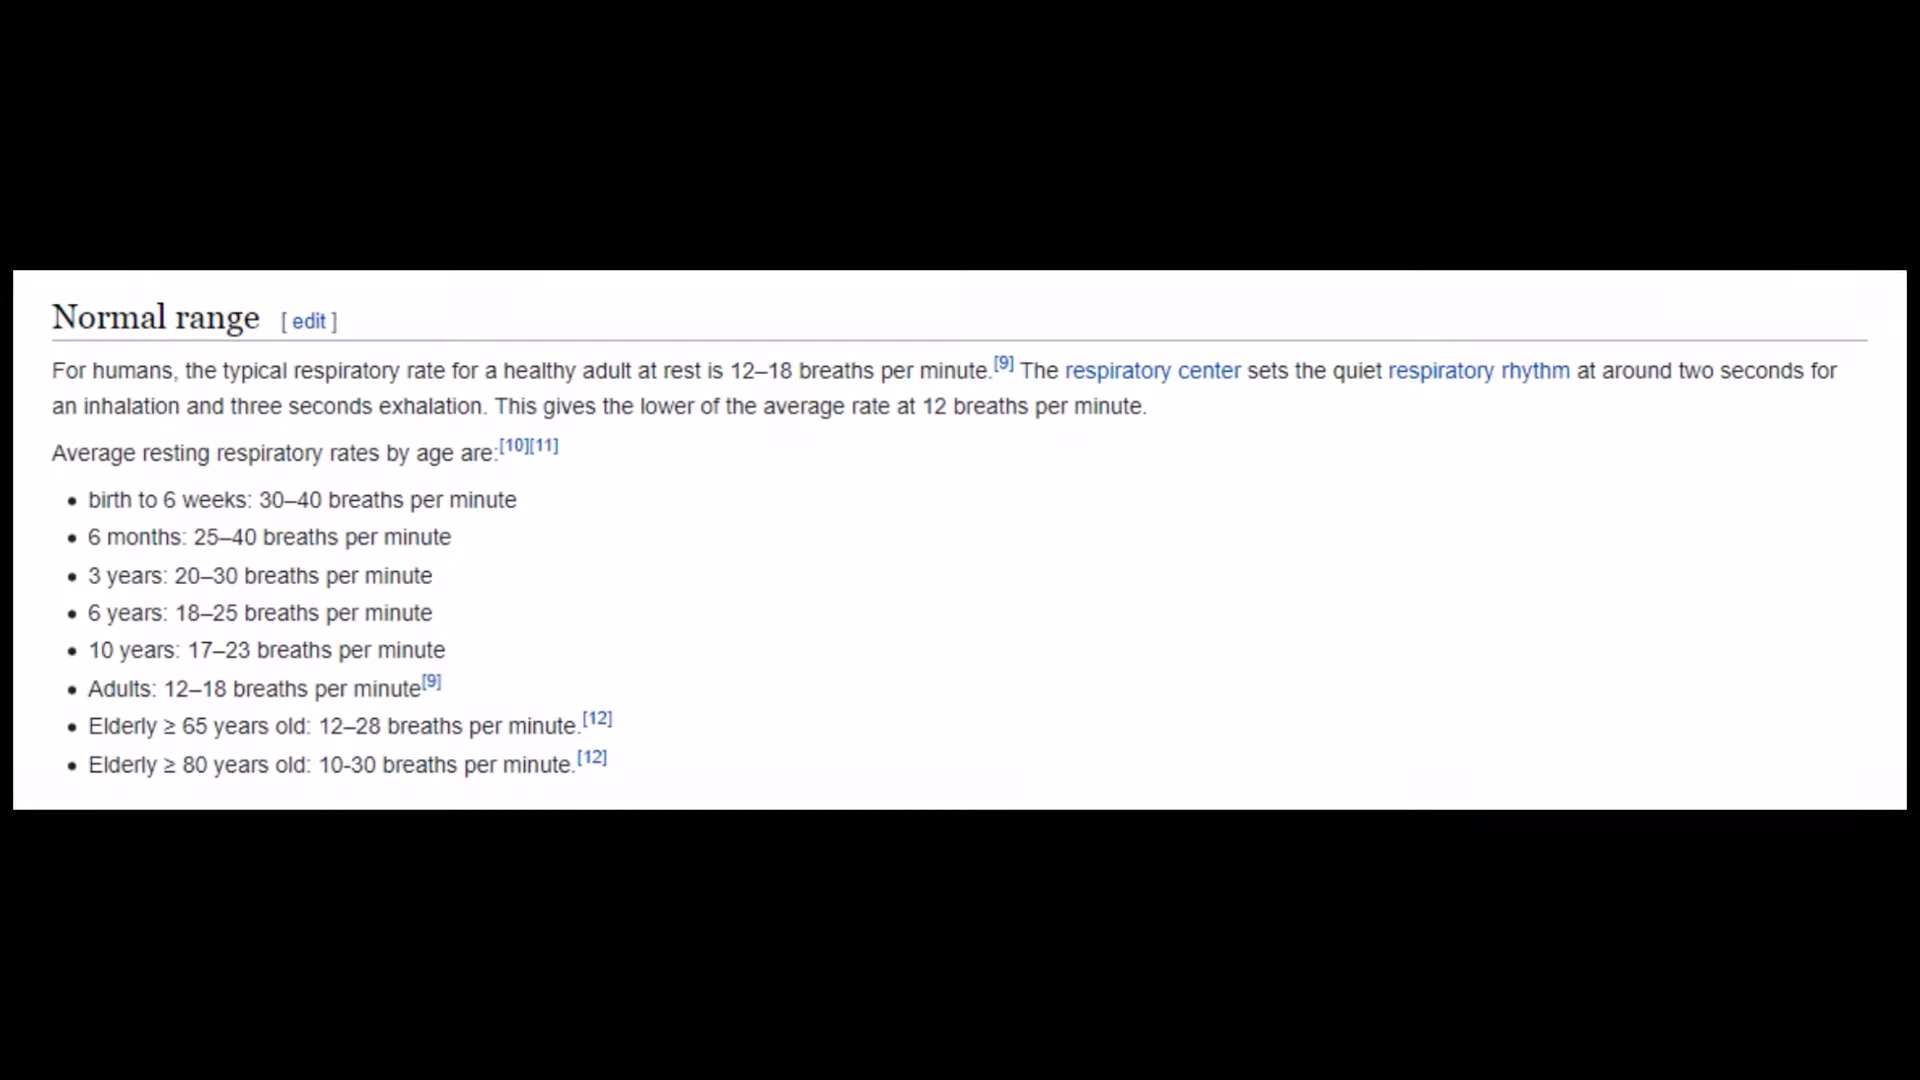 Normal range [ edit ]
For humans, the typical respiratory rate for a healthy adult at rest is 12–18 breaths per minute.[9] The respiratory center sets the quiet respiratory rhythm at around two seconds for
an inhalation and three seconds exhalation. This gives the lower of the average rate at 12 breaths per minute.
Average resting respiratory rates by age are:[10][11]
• birth to 6 weeks: 30–40 breaths per minute
• 6 months: 25–40 breaths per minute
• 3 years: 20–30 breaths per minute
• 6 years: 18–25 breaths per minute
• 10 years: 17–23 breaths per minute
• Adults: 12–18 breaths per minute[9]
• Elderly ≥ 65 years old: 12–28 breaths per minute.[12]
• Elderly ≥ 80 years old: 10-30 breaths per minute.[12]